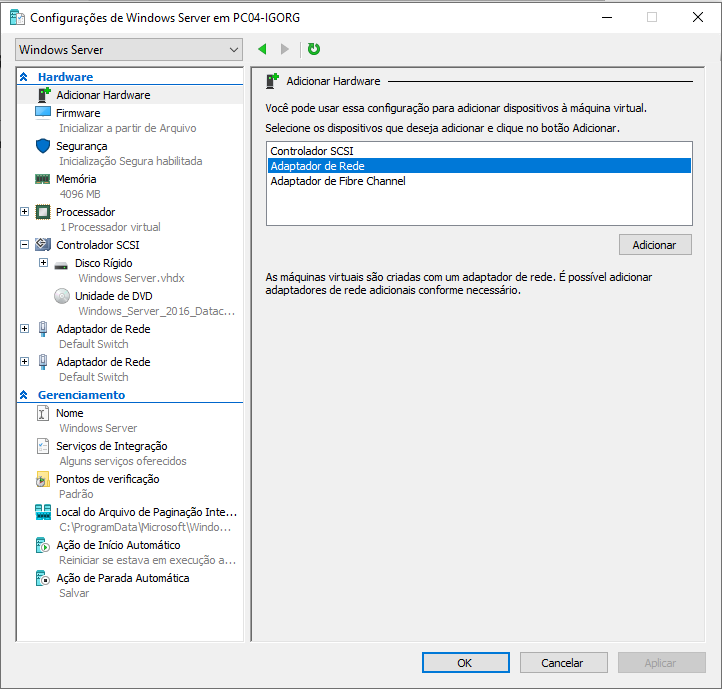 Configurações de Windows Server em PC04-IGORG
Windows Server
Hardware
Adicionar Hardware
Firmware
Inicializar a partir de Arquivo
Segurança
Inicialização Segura habilitada
Memória
4096 MB
Processador
1 Processador virtual
Controlador SCSI
Disco Rígido
Windows Server.vhdx
Unidade de DVD
Windows_Server_2016_Datac...
Adaptador de Rede
Default Switch
Adaptador de Rede
Default Switch
Gerenciamento
Nome
Windows Server
Serviços de Integração
Alguns serviços oferecidos
Pontos de verificação
Padrão
Local do Arquivo de Paginação Inte...
C:\ProgramData\Microsoft\Windo...
Ação de Início Automático
Reiniciar se estava em execução a...
Ação de Parada Automática
Salvar
Adicionar Hardware
Você pode usar essa configuração para adicionar dispositivos à máquina virtual.
Selecione os dispositivos que deseja adicionar e clique no botão Adicionar.
Controlador SCSI
Adaptador de Rede
Adaptador de Fibre Channel
Adicionar
As máquinas virtuais são criadas com um adaptador de rede. É possível adicionar
adaptadores de rede adicionais conforme necessário.
OK
Cancelar
Aplicar